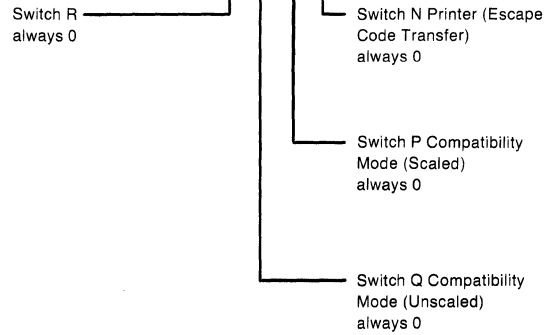 Switch R
always 0
Switch N Printer (Escape
Code Transfer)
always 0
Switch P Compatibility
Mode (Scaled)
always 0
Switch Q Compatibility
Mode (Unscaled)
always 0